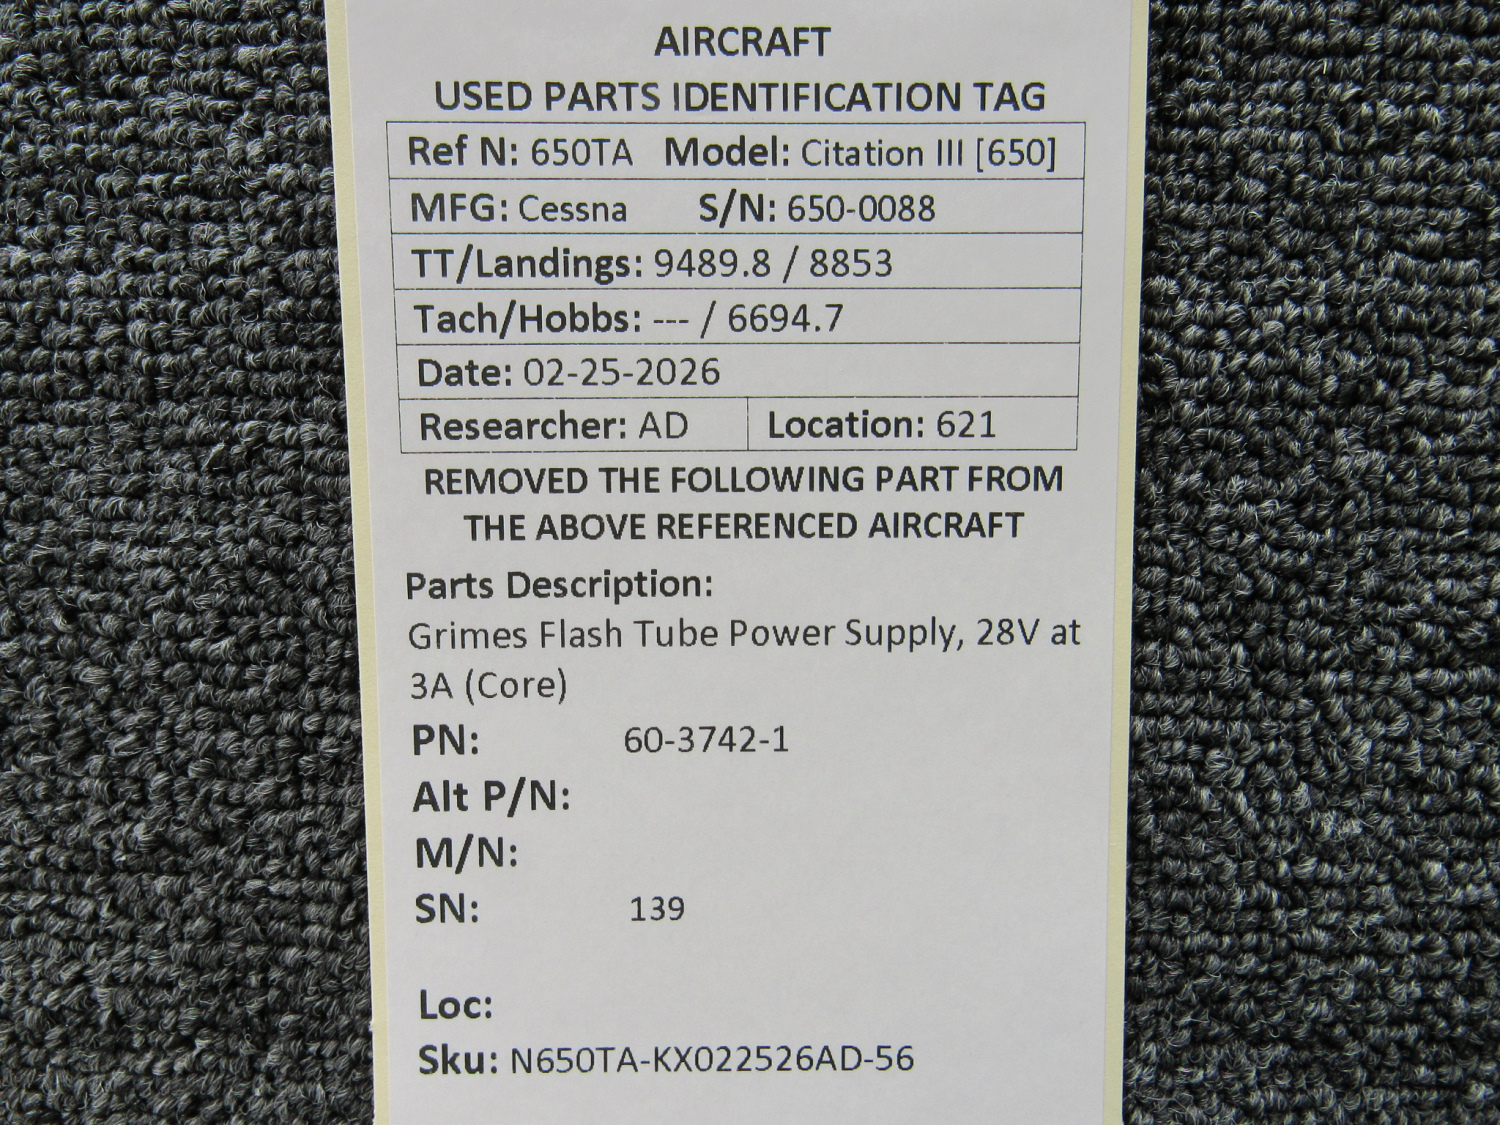 AIRCRAFT
USED PARTS IDENTIFICATION TAG
Ref N: 650TA Model: Citation III [650]
MFG: Cessna S/N: 650-0088
TT/Landings: 9489.8 / 8853
Tach/Hobbs: --- / 6694.7
Date: 02-25-2026
Researcher: AD Location: 621
REMOVED THE FOLLOWING PART FROM
THE ABOVE REFERENCED AIRCRAFT
Parts Description:
Grimes Flash Tube Power Supply, 28V at
3A (Core)
PN: 60-3742-1
Alt P/N:
M/N:
SN: 139
Loc:
Sku: N650TA-KX022526AD-56